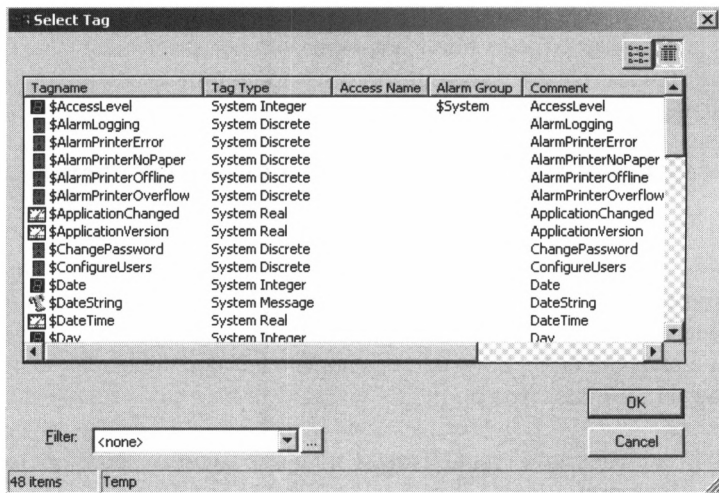 Select Tag
Tagname Tag Type Access Name Alarm Group Comment
$AccessLevel System Integer $System AccessLevel
$AlarmLogging System Discrete AlarmLogging
$AlarmPrinterError System Discrete AlarmPrinterError
$AlarmPrinterNoPaper System Discrete AlarmPrinterNoPaper
$AlarmPrinterOffline System Discrete AlarmPrinterOffline
$AlarmPrinterOverflow System Discrete AlarmPrinterOverflow
$ApplicationChanged System Real ApplicationChanged
$ApplicationVersion System Real ApplicationVersion
$ChangePassword System Discrete ChangePassword
$ConfigureUsers System Discrete ConfigureUsers
$Date System Integer Date
$DateString System Message DateString
$DateTime System Real DateTime
$Day System Integer Day
OK
Filter: <none> ... Cancel
48 items Temp